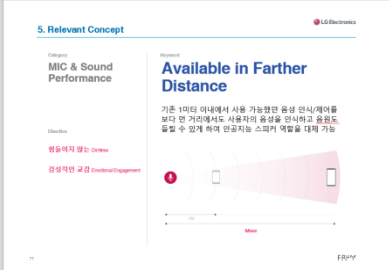 LG Electronics
5. Relevant Concept
Category
MIC & Sound
Performance
Keyword
Available in Farther
Distance
기존 1미터 이내에서 사용 가능했던 음성 인식/제어를
보다 먼 거리에서도 사용자의 음성을 인식하고 음원도
들릴 수 있게 하여 인공지능 스피커 역할을 대체 가능
Direction
힘들이지 않는 Effortless
감성적인 교감 Emotional Engagement
1M
More